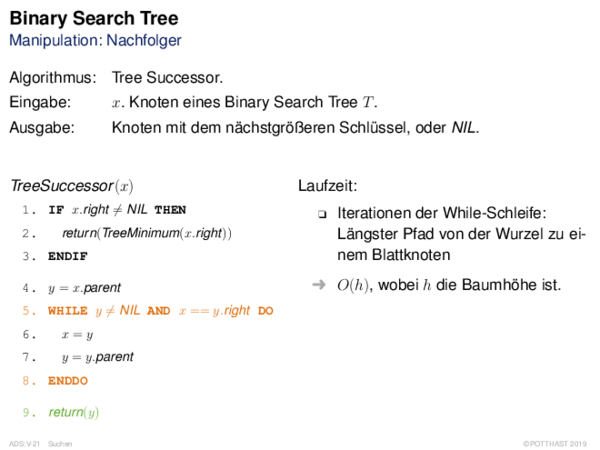 Binary Search Tree
Manipulation: Nachfolger
Algorithmus: Tree Successor.
Eingabe: x. Knoten eines Binary Search Tree T.
Ausgabe: Knoten mit dem nächstgrößeren Schlüssel, oder NIL.
TreeSuccessor(x)
1. IF x.right ≠ NIL THEN
2. return(TreeMinimum(x.right))
3. ENDIF
4. y = x.parent
5. WHILE y ≠ NIL AND x == y.right DO
6. x = y
7. y = y.parent
8. ENDDO
9. return(y)
Laufzeit:
❑ Iterationen der While-Schleife:
Längster Pfad von der Wurzel zu ei-
nem Blattknoten
➜ O(h), wobei h die Baumhöhe ist.
ADS:V-21 Suchen
©POTTHAST 2019